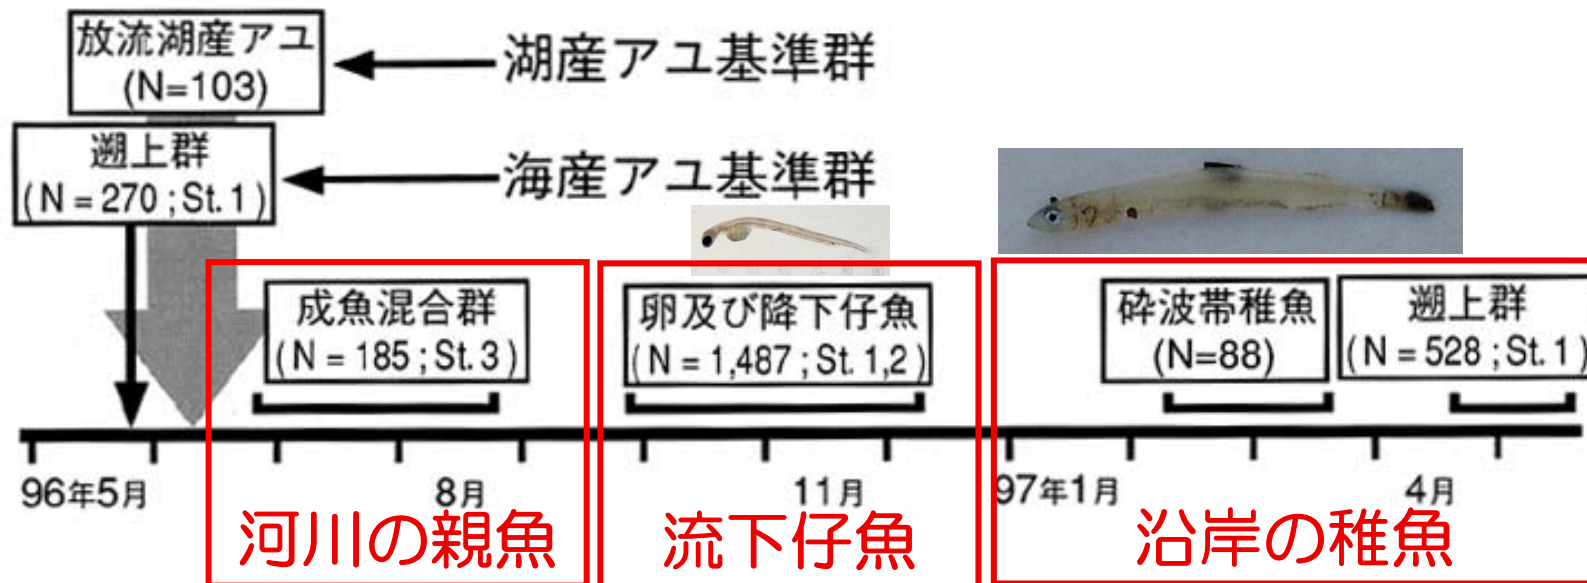 放流湖産アユ
(N=103)
湖産アユ基準群
遡上群
(N = 270 ; St. 1)
海産アユ基準群
成魚混合群
(N = 185 ; St. 3)
卵及び降下仔魚
(N = 1,487 ; St. 1,2)
砕波帯稚魚
(N=88)
遡上群
(N = 528 ; St. 1)
96年5月
8月
11月
97年1月
4月
河川の親魚
流下仔魚
沿岸の稚魚